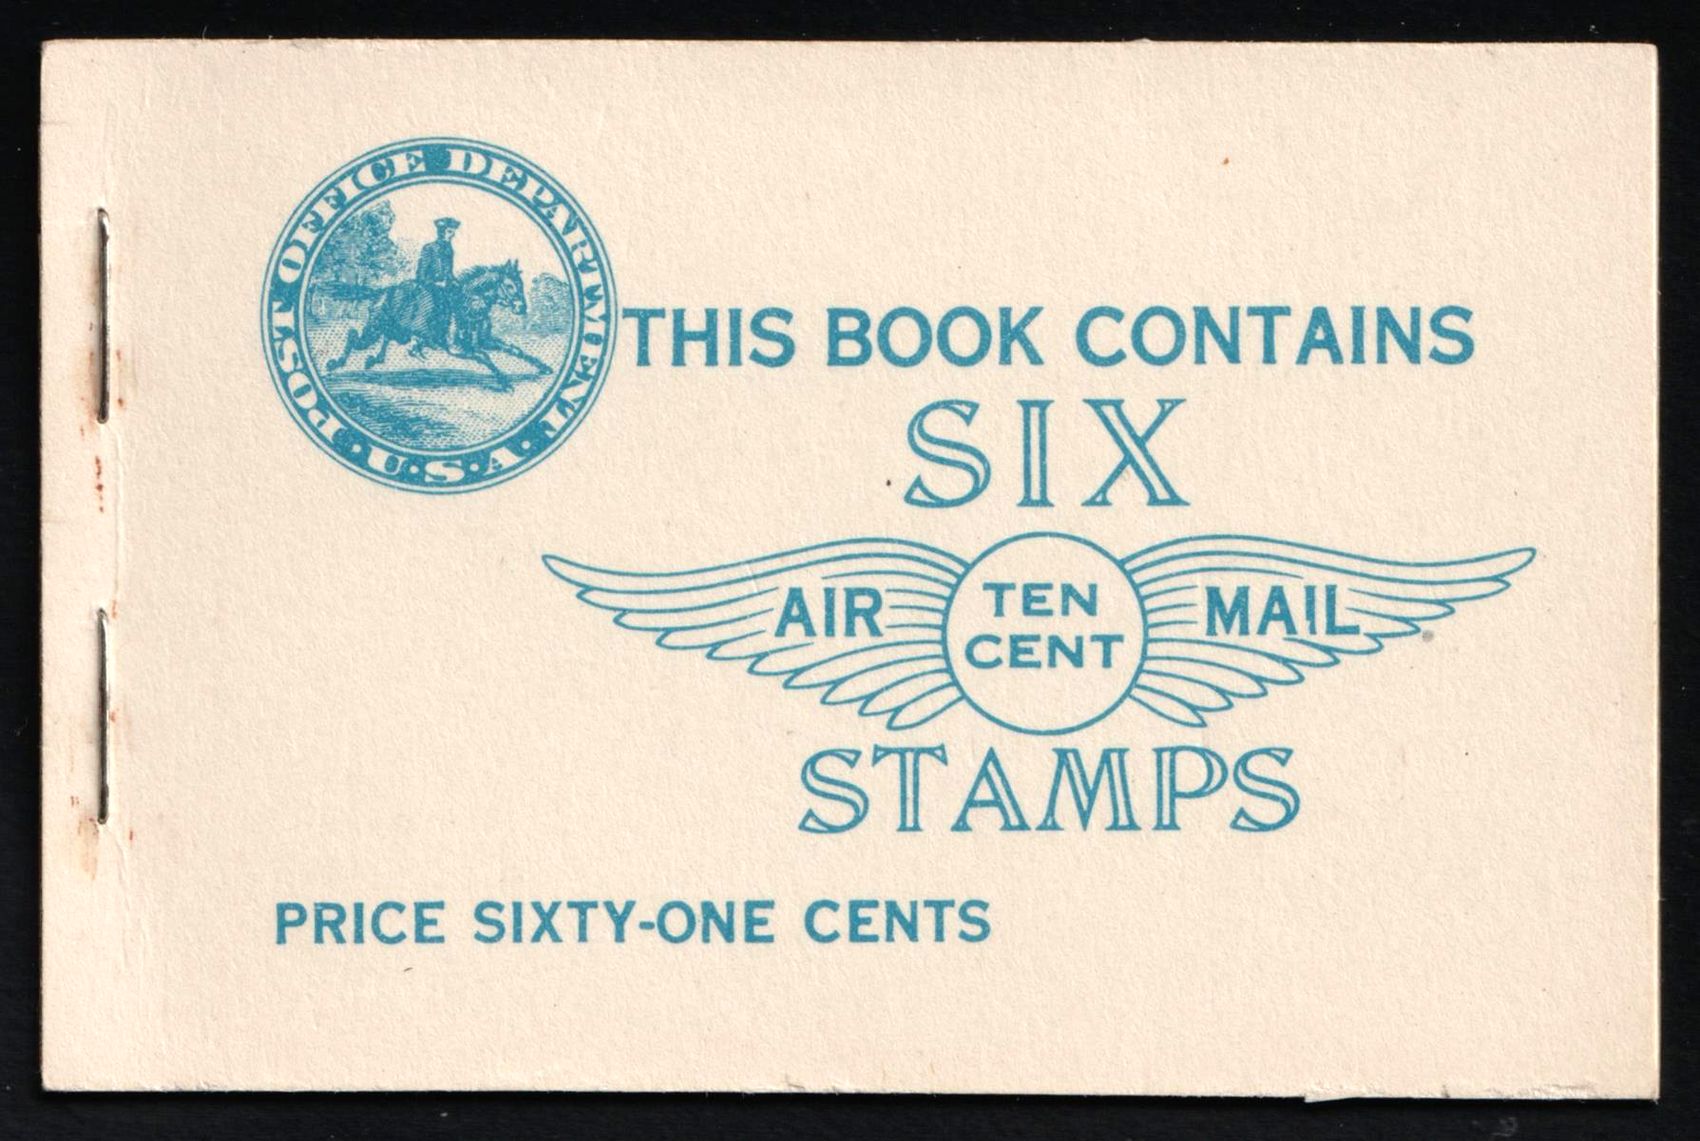 POST OFFICE DEPARTMENT
·U·S·A·
THIS BOOK CONTAINS
SIX
AIR TEN CENT MAIL
STAMPS
PRICE SIXTY-ONE CENTS